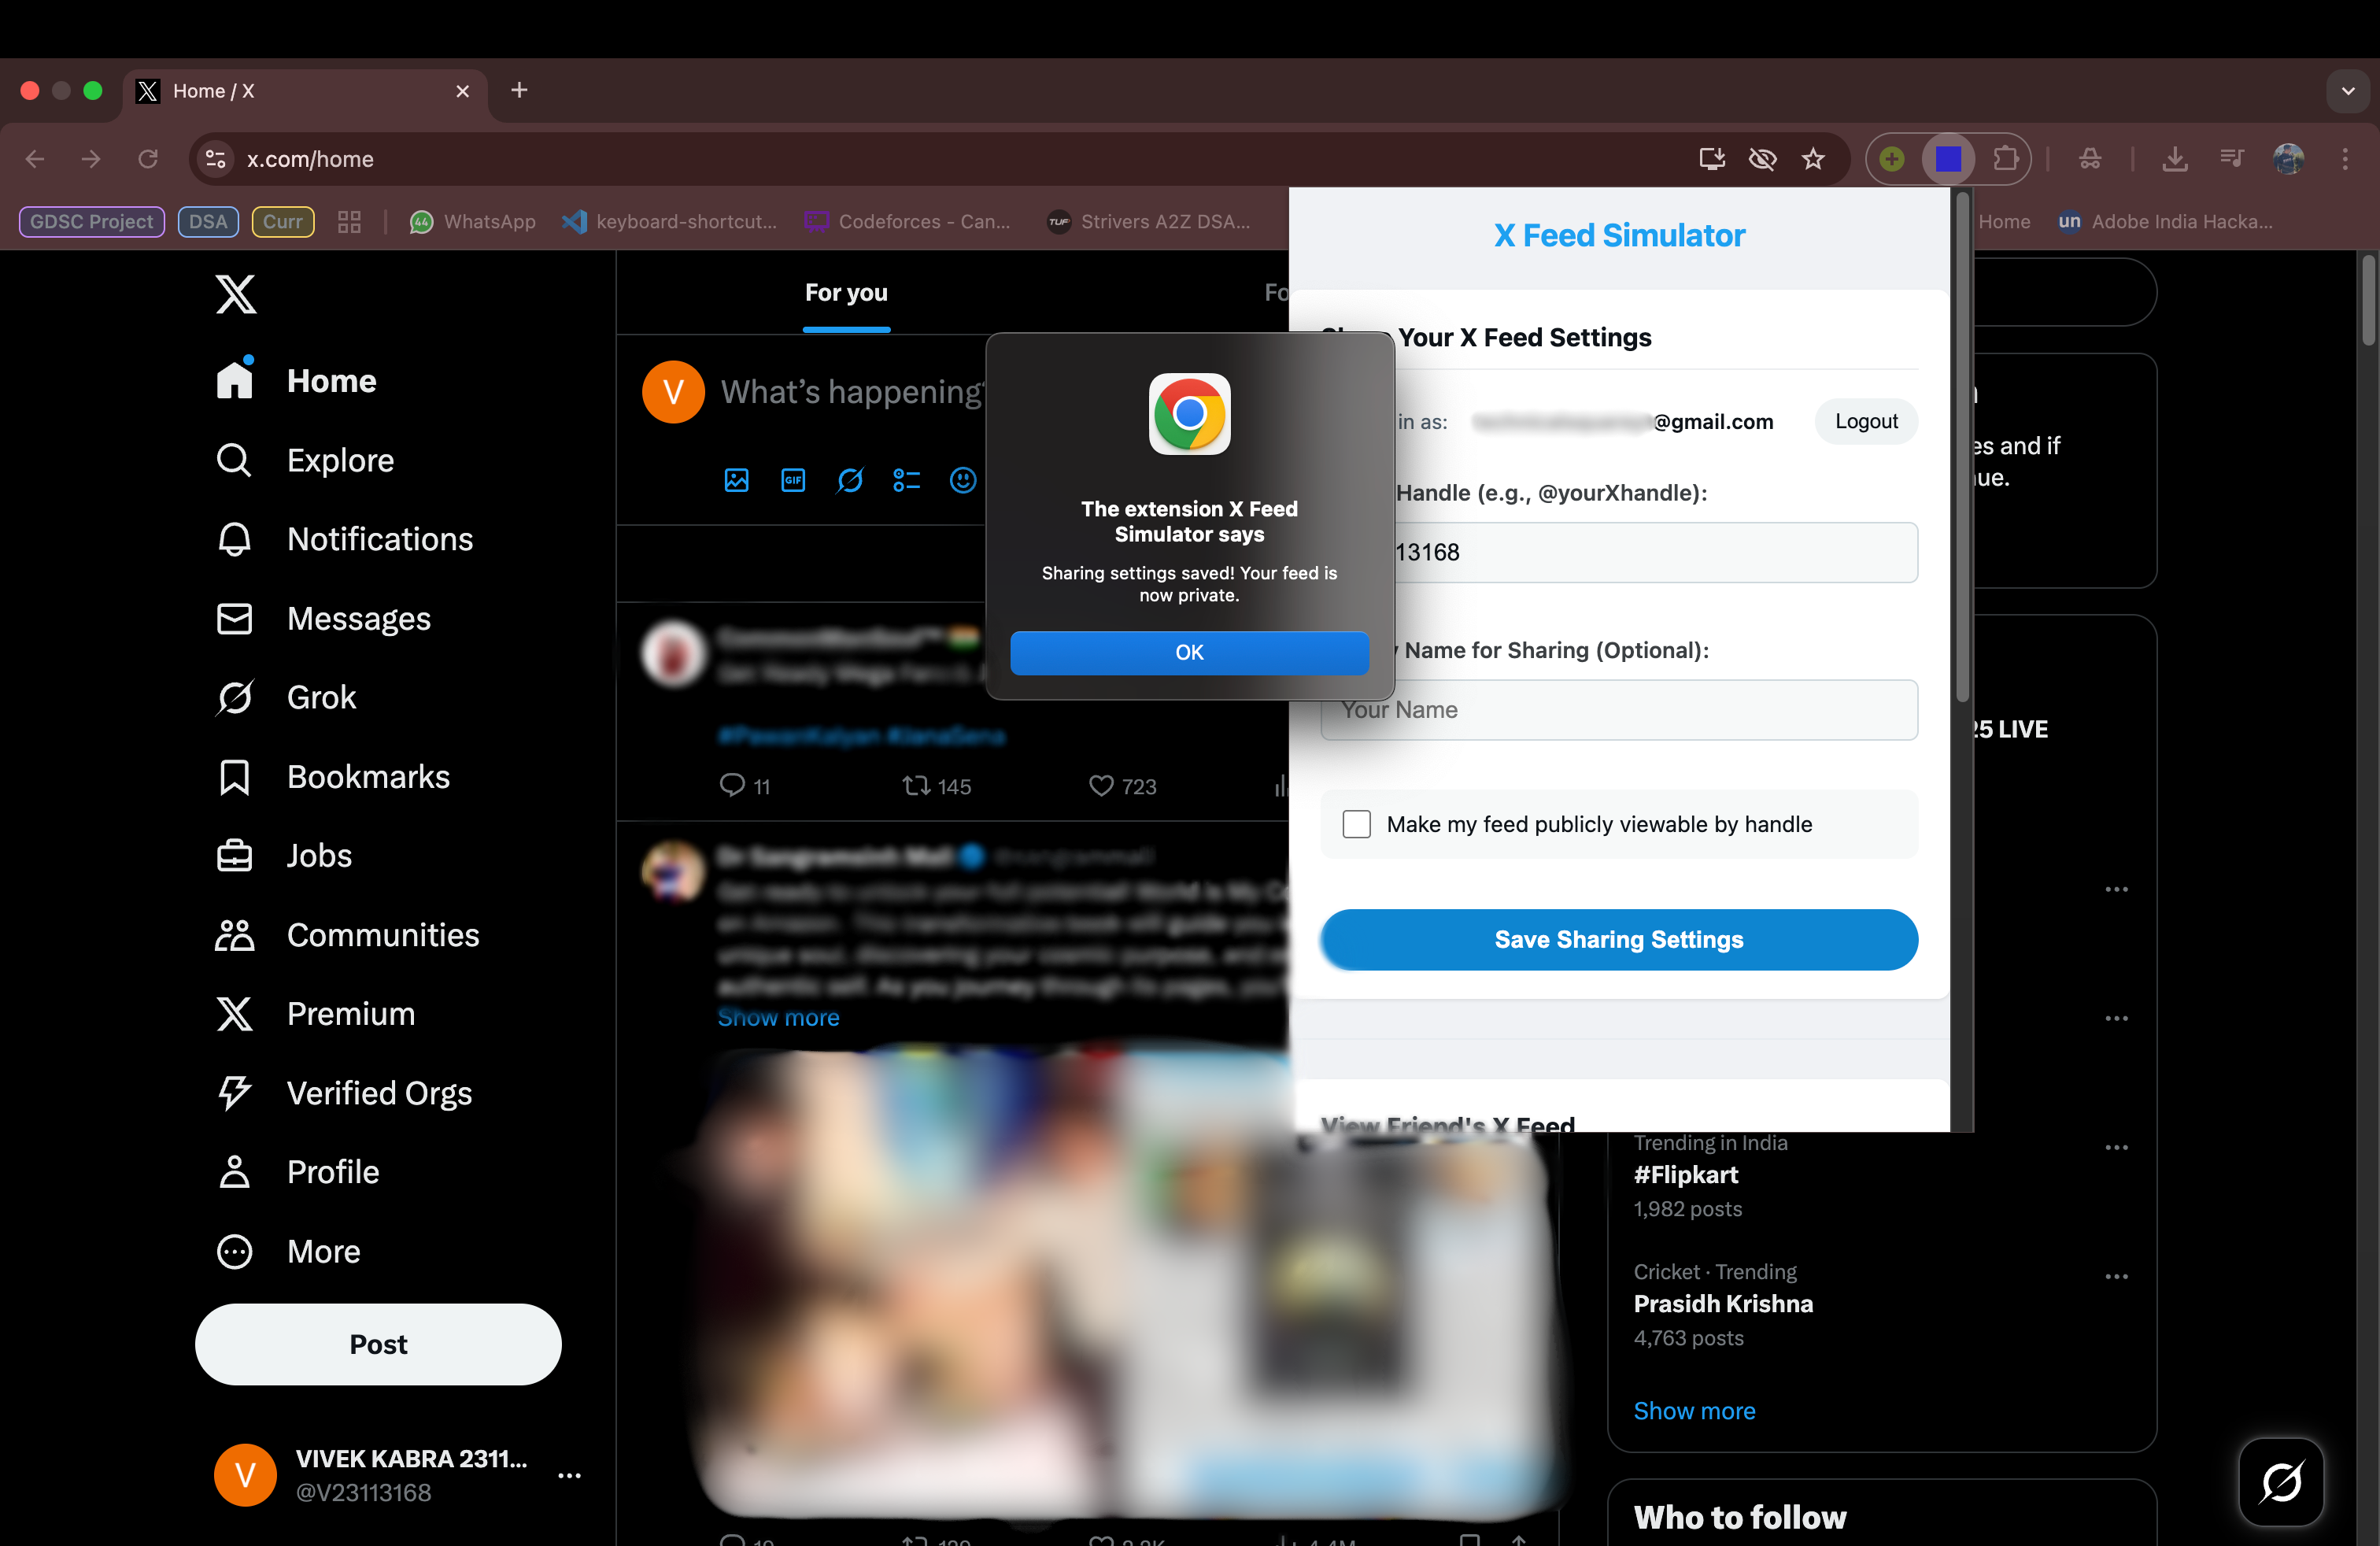 Home / X
x.com/home
GDSC Project
DSA
Curr
44
WhatsApp
keyboard-shortcut...
Codeforces - Can...
TUF
Strivers A2Z DSA...
Home
un
Adobe India Hacka...
Home
Explore
Notifications
Messages
Grok
Bookmarks
Jobs
Communities
Premium
Verified Orgs
Profile
More
Post
V
VIVEK KABRA 2311...
@V23113168
For you
Fo
V
What's happening?
GIF
#PawanKalyan #JanaSena
11
145
723
Show more
The extension X Feed
Simulator says
Sharing settings saved! Your feed is
now private.
OK
X Feed Simulator
Your X Feed Settings
in as:
@gmail.com
Logout
Handle (e.g., @yourXhandle):
13168
Name for Sharing (Optional):
Your Name
Make my feed publicly viewable by handle
Save Sharing Settings
View Friend's X Feed
es and if
ue.
25 LIVE
Trending in India
#Flipkart
1,982 posts
Cricket · Trending
Prasidh Krishna
4,763 posts
Show more
Who to follow